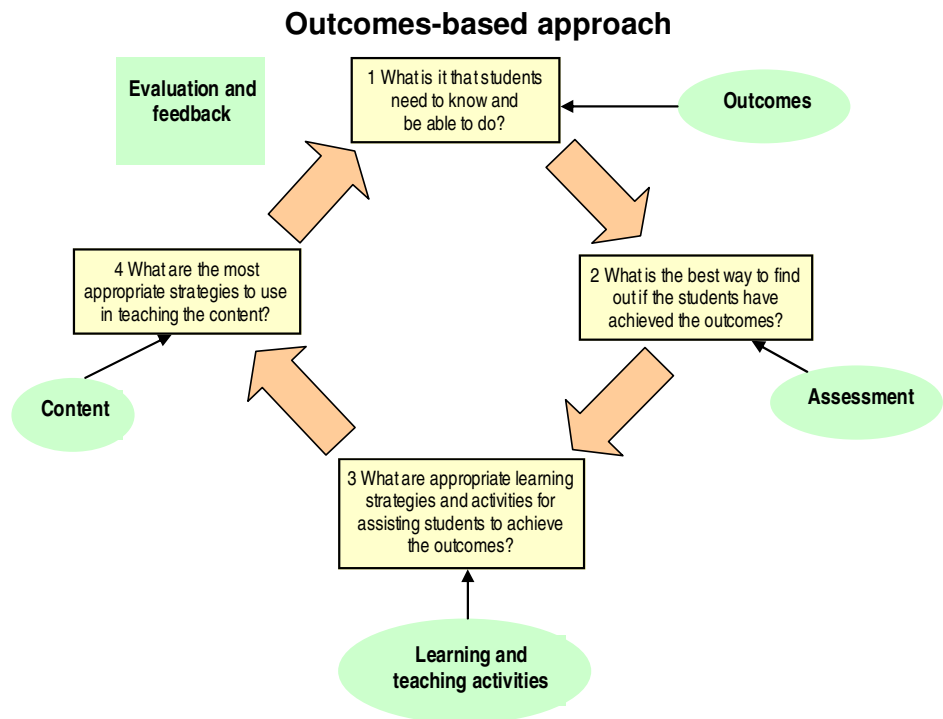 Outcomes-based approach
Evaluation and
feedback
1 What is it that students
need to know and
be able to do?
Outcomes
4 What are the most
appropriate strategies to use
in teaching the content?
2 What is the best way to find
out if the students have
achieved the outcomes?
Content
Assessment
3 What are appropriate learning
strategies and activities for
assisting students to achieve
the outcomes?
Learning and
teaching activities